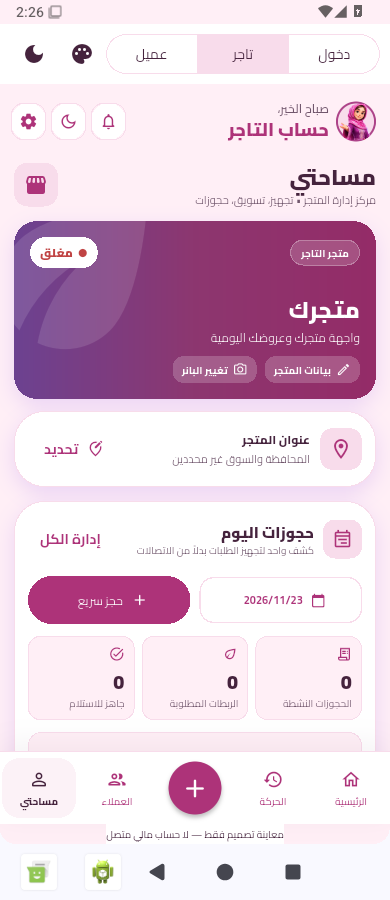 2:26
دخول
تاجر
عميل
صباح الخير،
حساب التاجر
مساحتي
مركز إدارة المتجر • تجهيز، تسويق، حجوزات
متجر التاجر
مغلق
متجرك
واجهة متجرك وعروضك اليومية
بيانات المتجر
تغيير البانر
عنوان المتجر
المحافظة والسوق غير محددين
تحديد
حجوزات اليوم
كشف واحد لتجهيز الطلبات بدلاً من الاتصالات
إدارة الكل
2026/11/23
حجز سريع
0
الحجوزات النشطة
0
الربطات المطلوبة
0
جاهز للاستلام
الرئيسية
الحركة
العملاء
مساحتي
معاينة تصميم فقط — لا حساب مالي متصل